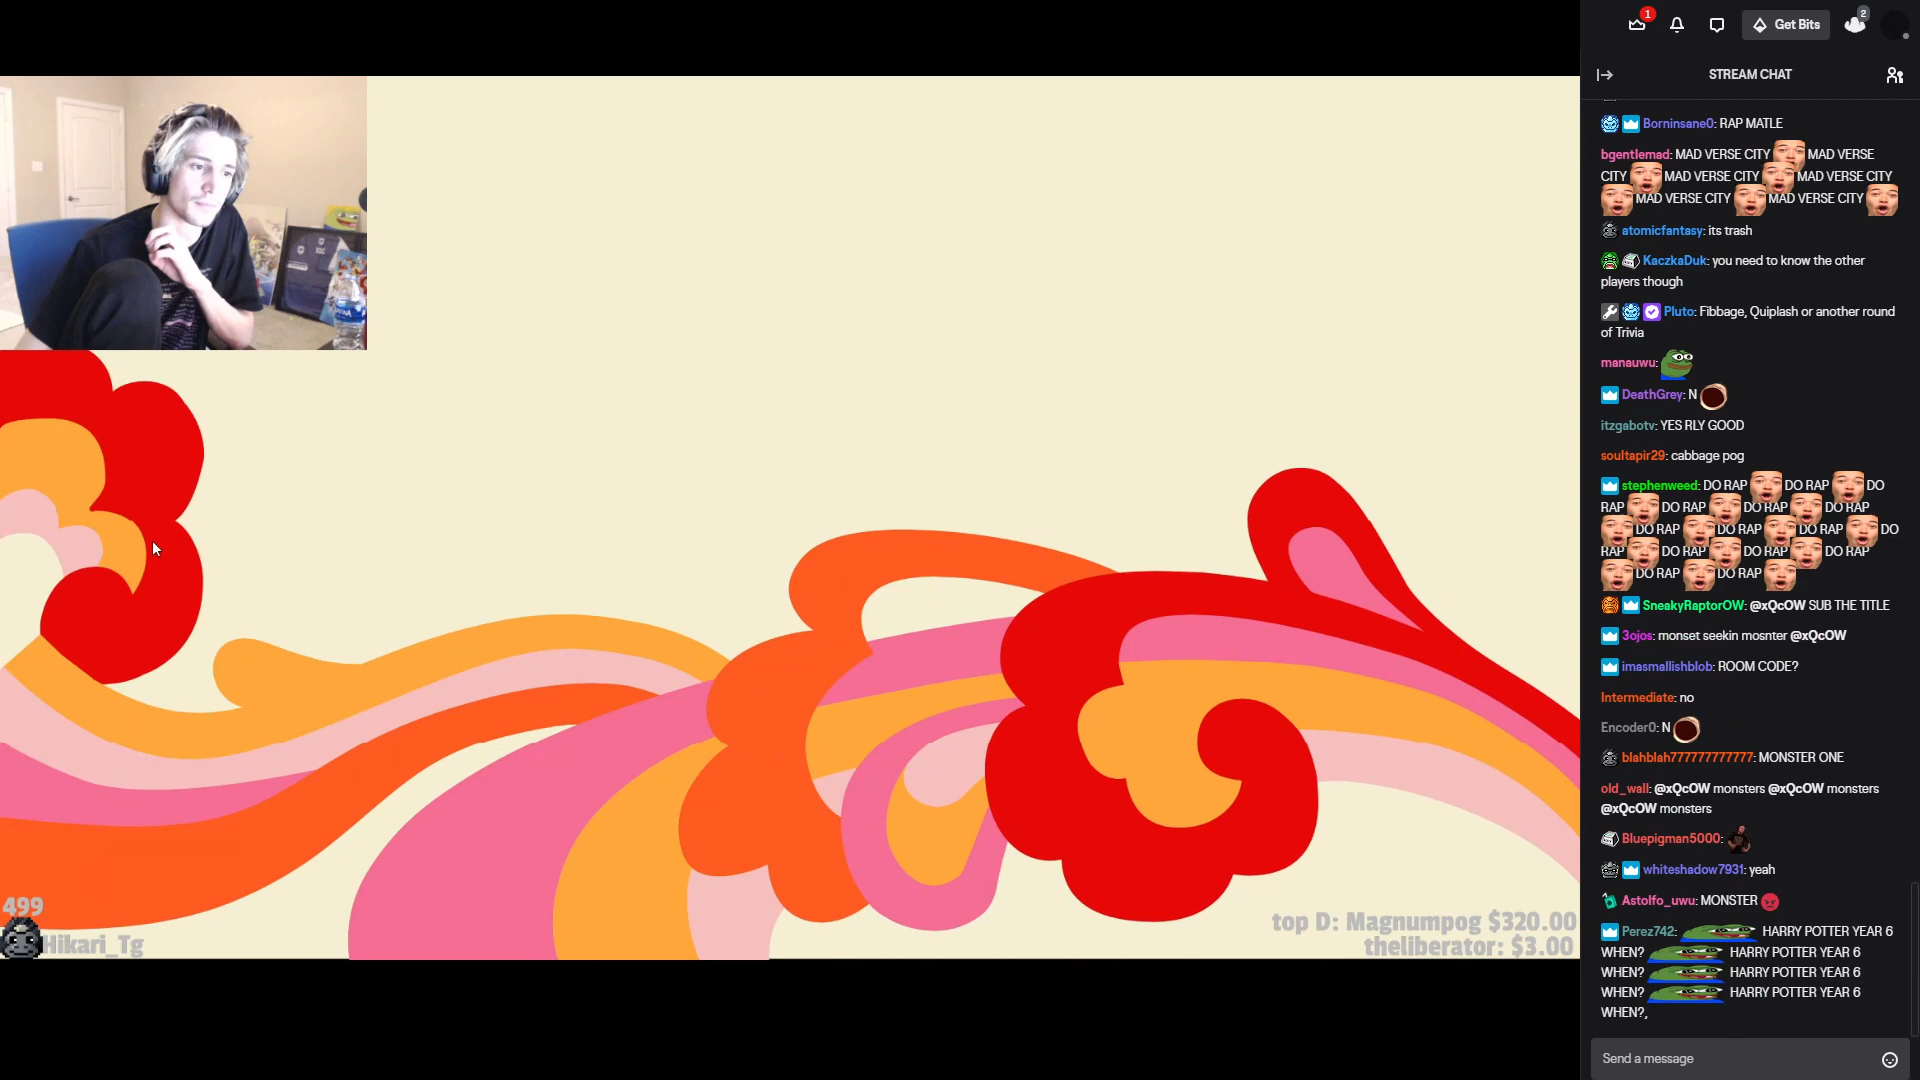 1
Get Bits
2
STREAM CHAT
Borninsane0: RAP MATLE
bgentlemad: MAD VERSE CITY MAD VERSE
CITY MAD VERSE CITY MAD VERSE CITY
MAD VERSE CITY MAD VERSE CITY
atomicfantasy: its trash
KaczkaDuk: you need to know the other
players though
Pluto: Fibbage, Quiplash or another round
of Trivia
manauwu:
DeathGrey: N
itzgabotv: YES RLY GOOD
soultapir29: cabbage pog
stephenweed: DO RAP DO RAP DO
RAP DO RAP DO RAP DO RAP
DO RAP DO RAP DO RAP DO
RAP DO RAP DO RAP DO RAP
DO RAP DO RAP
SneakyRaptorOW: @xQcOW SUB THE TITLE
3ojos: monset seekin mosnter @xQcOW
imasmallishblob: ROOM CODE?
Intermediate: no
Encoder0: N
blahblah777777777777: MONSTER ONE
old_wall: @xQcOW monsters @xQcOW monsters
@xQcOW monsters
Bluepigman5000:
whiteshadow7931: yeah
Astolfo_uwu: MONSTER
Perez742: HARRY POTTER YEAR 6
WHEN? HARRY POTTER YEAR 6
WHEN? HARRY POTTER YEAR 6
WHEN? HARRY POTTER YEAR 6
WHEN?,
Send a message
499
Hikari_Tg
top D: Magnumpog $320.00
theliberator: $3.00